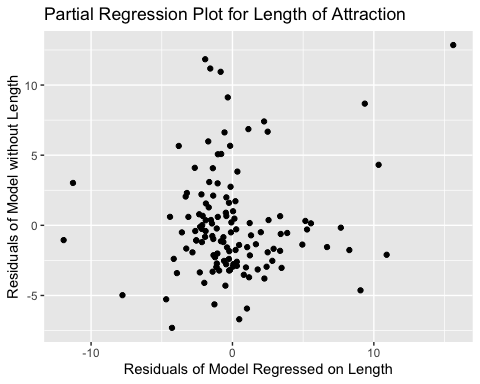 Partial Regression Plot for Length of Attraction
Residuals of Model without Length
10
5
0
-5
-10
0
10
Residuals of Model Regressed on Length